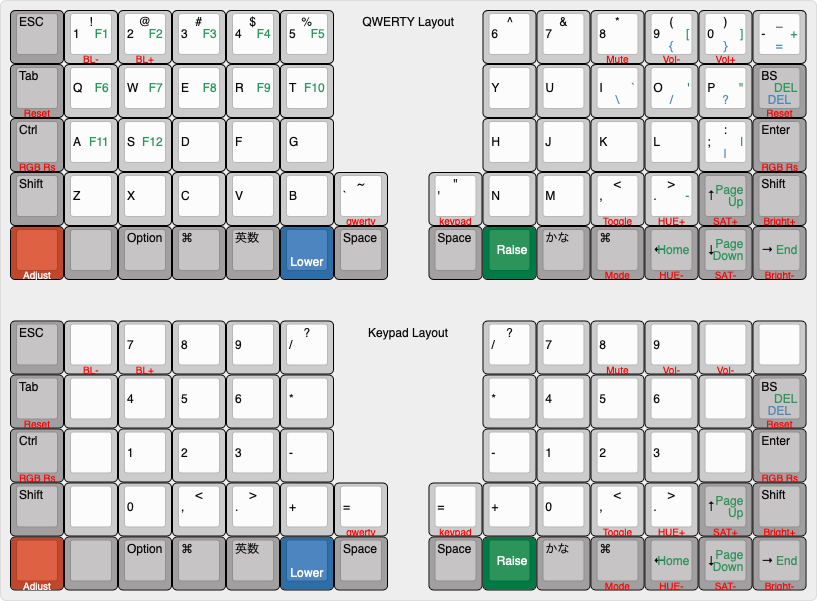 ESC ! 1 F1 BL- @ 2 F2 BL+ # 3 F3 $ 4 F4 % 5 F5 QWERTY Layout ^ 6 & 7 * 8 Mute ( 9 [ { Vol- ) 0 ] } Vol+ _ - + =
Tab Reset Q F6 W F7 E F8 R F9 T F10 Y U I ` \ O ' / P " ? BS DEL DEL Reset
Ctrl RGB Rs A F11 S F12 D F G H J K L : ; | | Enter RGB Rs
Shift Z X C V B ~ ` qwerty " ' keypad N M < , Toggle > . - HUE+ ↑ Page Up SAT+ Shift Bright+
Adjust Option ⌘ 英数 Lower Space Space Raise かな ⌘ Mode ← Home HUE- ↓ Page Down SAT- → End Bright-
ESC BL- 7 BL+ 8 9 ? / Keypad Layout ? / 7 8 Mute 9 Vol- Vol-
Tab Reset 4 5 6 * * 4 5 6 BS DEL DEL Reset
Ctrl RGB Rs 1 2 3 - - 1 2 3 Enter RGB Rs
Shift 0 < , > . + = qwerty = keypad + 0 < , Toggle > . HUE+ ↑ Page Up SAT+ Shift Bright+
Adjust Option ⌘ 英数 Lower Space Space Raise かな ⌘ Mode ← Home HUE- ↓ Page Down SAT- → End Bright-